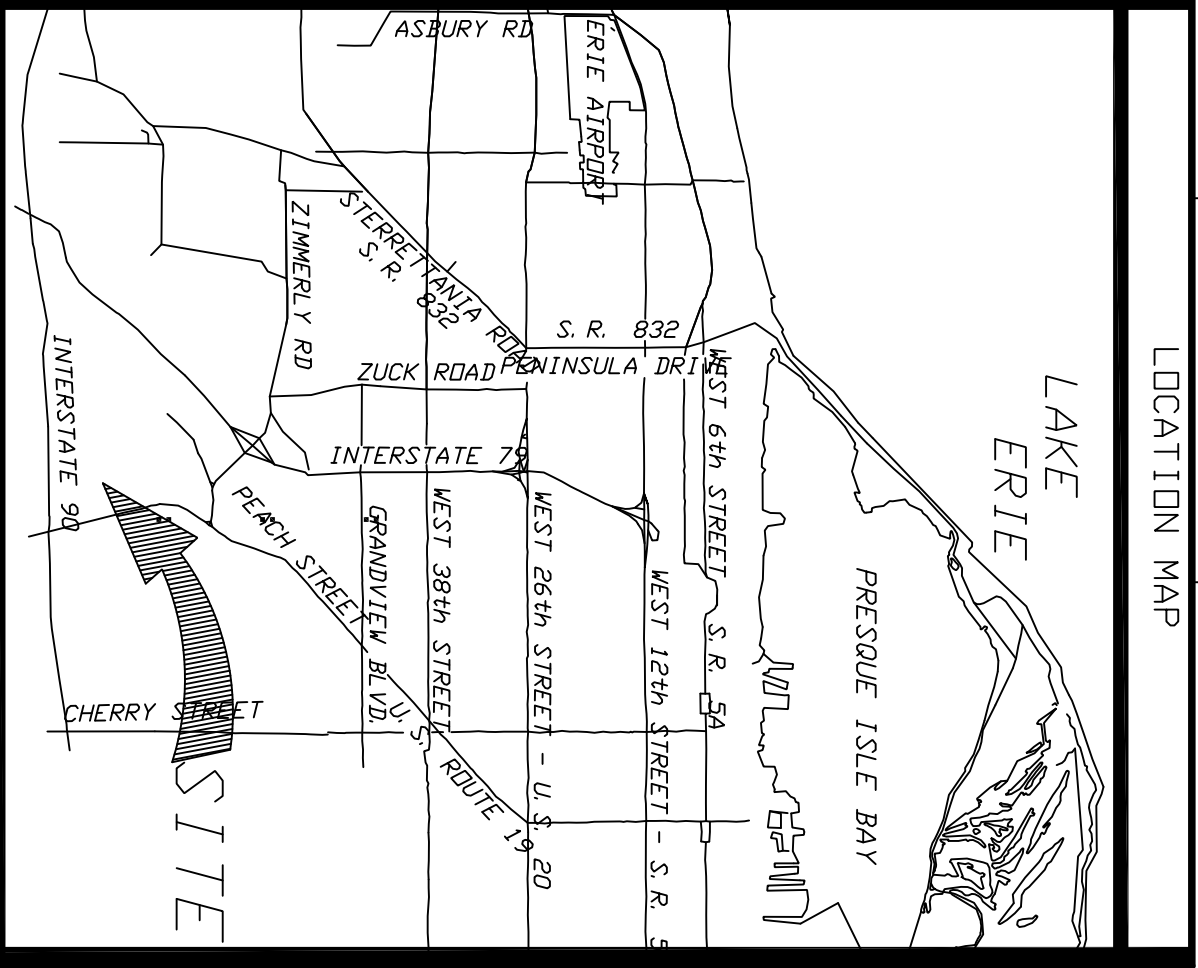 LOCATION MAP
LAKE
ERIE
PRESQUE ISLE BAY
ERIE AIRPORT
ASBURY RD
STERRETTANIA ROAD
S.R. 832
ZIMMERLY RD
S.R. 832
PENINSULA DRIVE
ZUCK ROAD
INTERSTATE 79
INTERSTATE 90
WEST 6th STREET S.R. 5A
WEST 12th STREET - S.R. 5
WEST 26th STREET - U.S. 20
WEST 38th STREET
GRANDVIEW BLVD.
PEACH STREET
U.S. ROUTE 19
CHERRY STREET
SITE